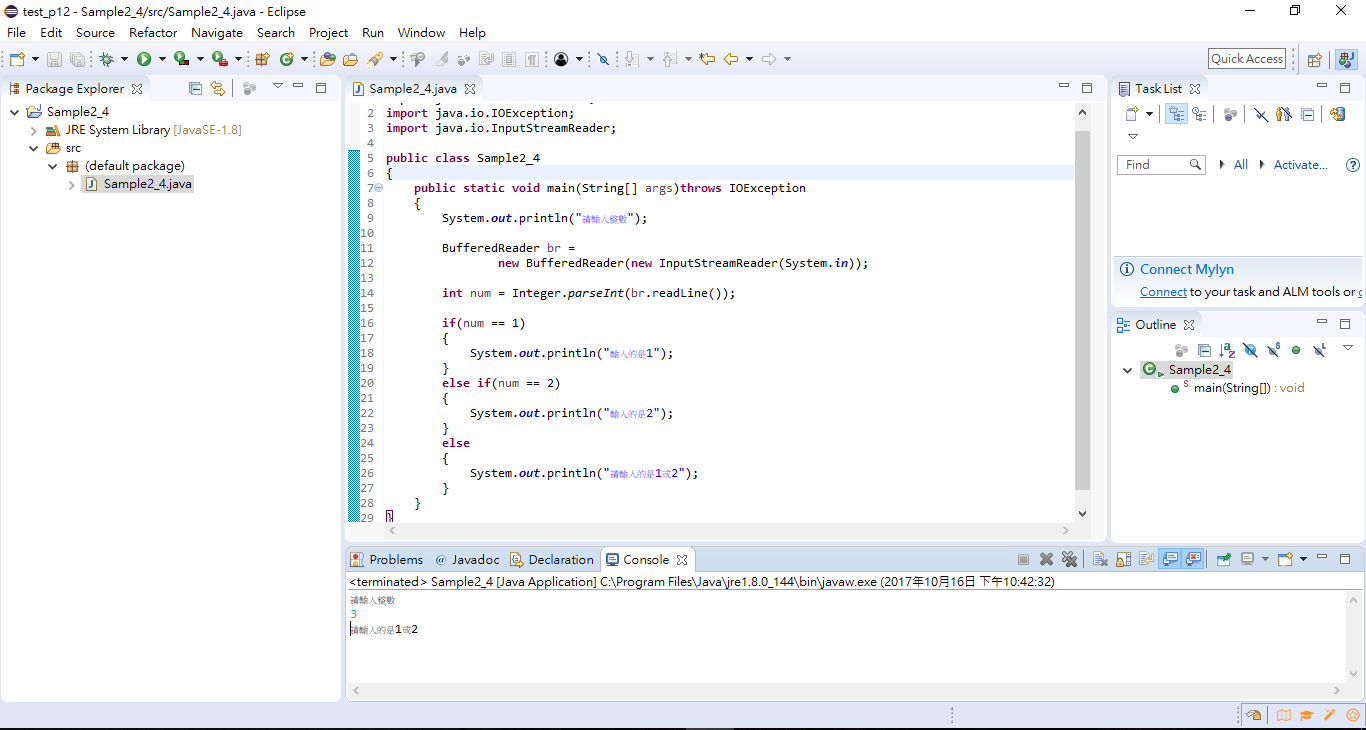 test_p12 - Sample2_4/src/Sample2_4.java - Eclipse
File Edit Source Refactor Navigate Search Project Run Window Help
Quick Access
Package Explorer
Sample2_4
JRE System Library [JavaSE-1.8]
src
(default package)
Sample2_4.java
Sample2_4.java
2 import java.io.IOException;
3 import java.io.InputStreamReader;
4
5 public class Sample2_4
6 {
7 public static void main(String[] args)throws IOException
8 {
9 System.out.println("請輸入整數");
10
11 BufferedReader br =
12 new BufferedReader(new InputStreamReader(System.in));
13
14 int num = Integer.parseInt(br.readLine());
15
16 if(num == 1)
17 {
18 System.out.println("輸入的是1");
19 }
20 else if(num == 2)
21 {
22 System.out.println("輸入的是2");
23 }
24 else
25 {
26 System.out.println("請輸入的是1或2");
27 }
28 }
29 }
Task List
Find All Activate...
Connect Mylyn
Connect to your task and ALM tools or
Outline
Sample2_4
main(String[]) : void
Problems @ Javadoc Declaration Console
<terminated> Sample2_4 [Java Application] C:\Program Files\Java\jre1.8.0_144\bin\javaw.exe (2017年10月16日 下午10:42:32)
請輸入整數
3
請輸入的是1或2